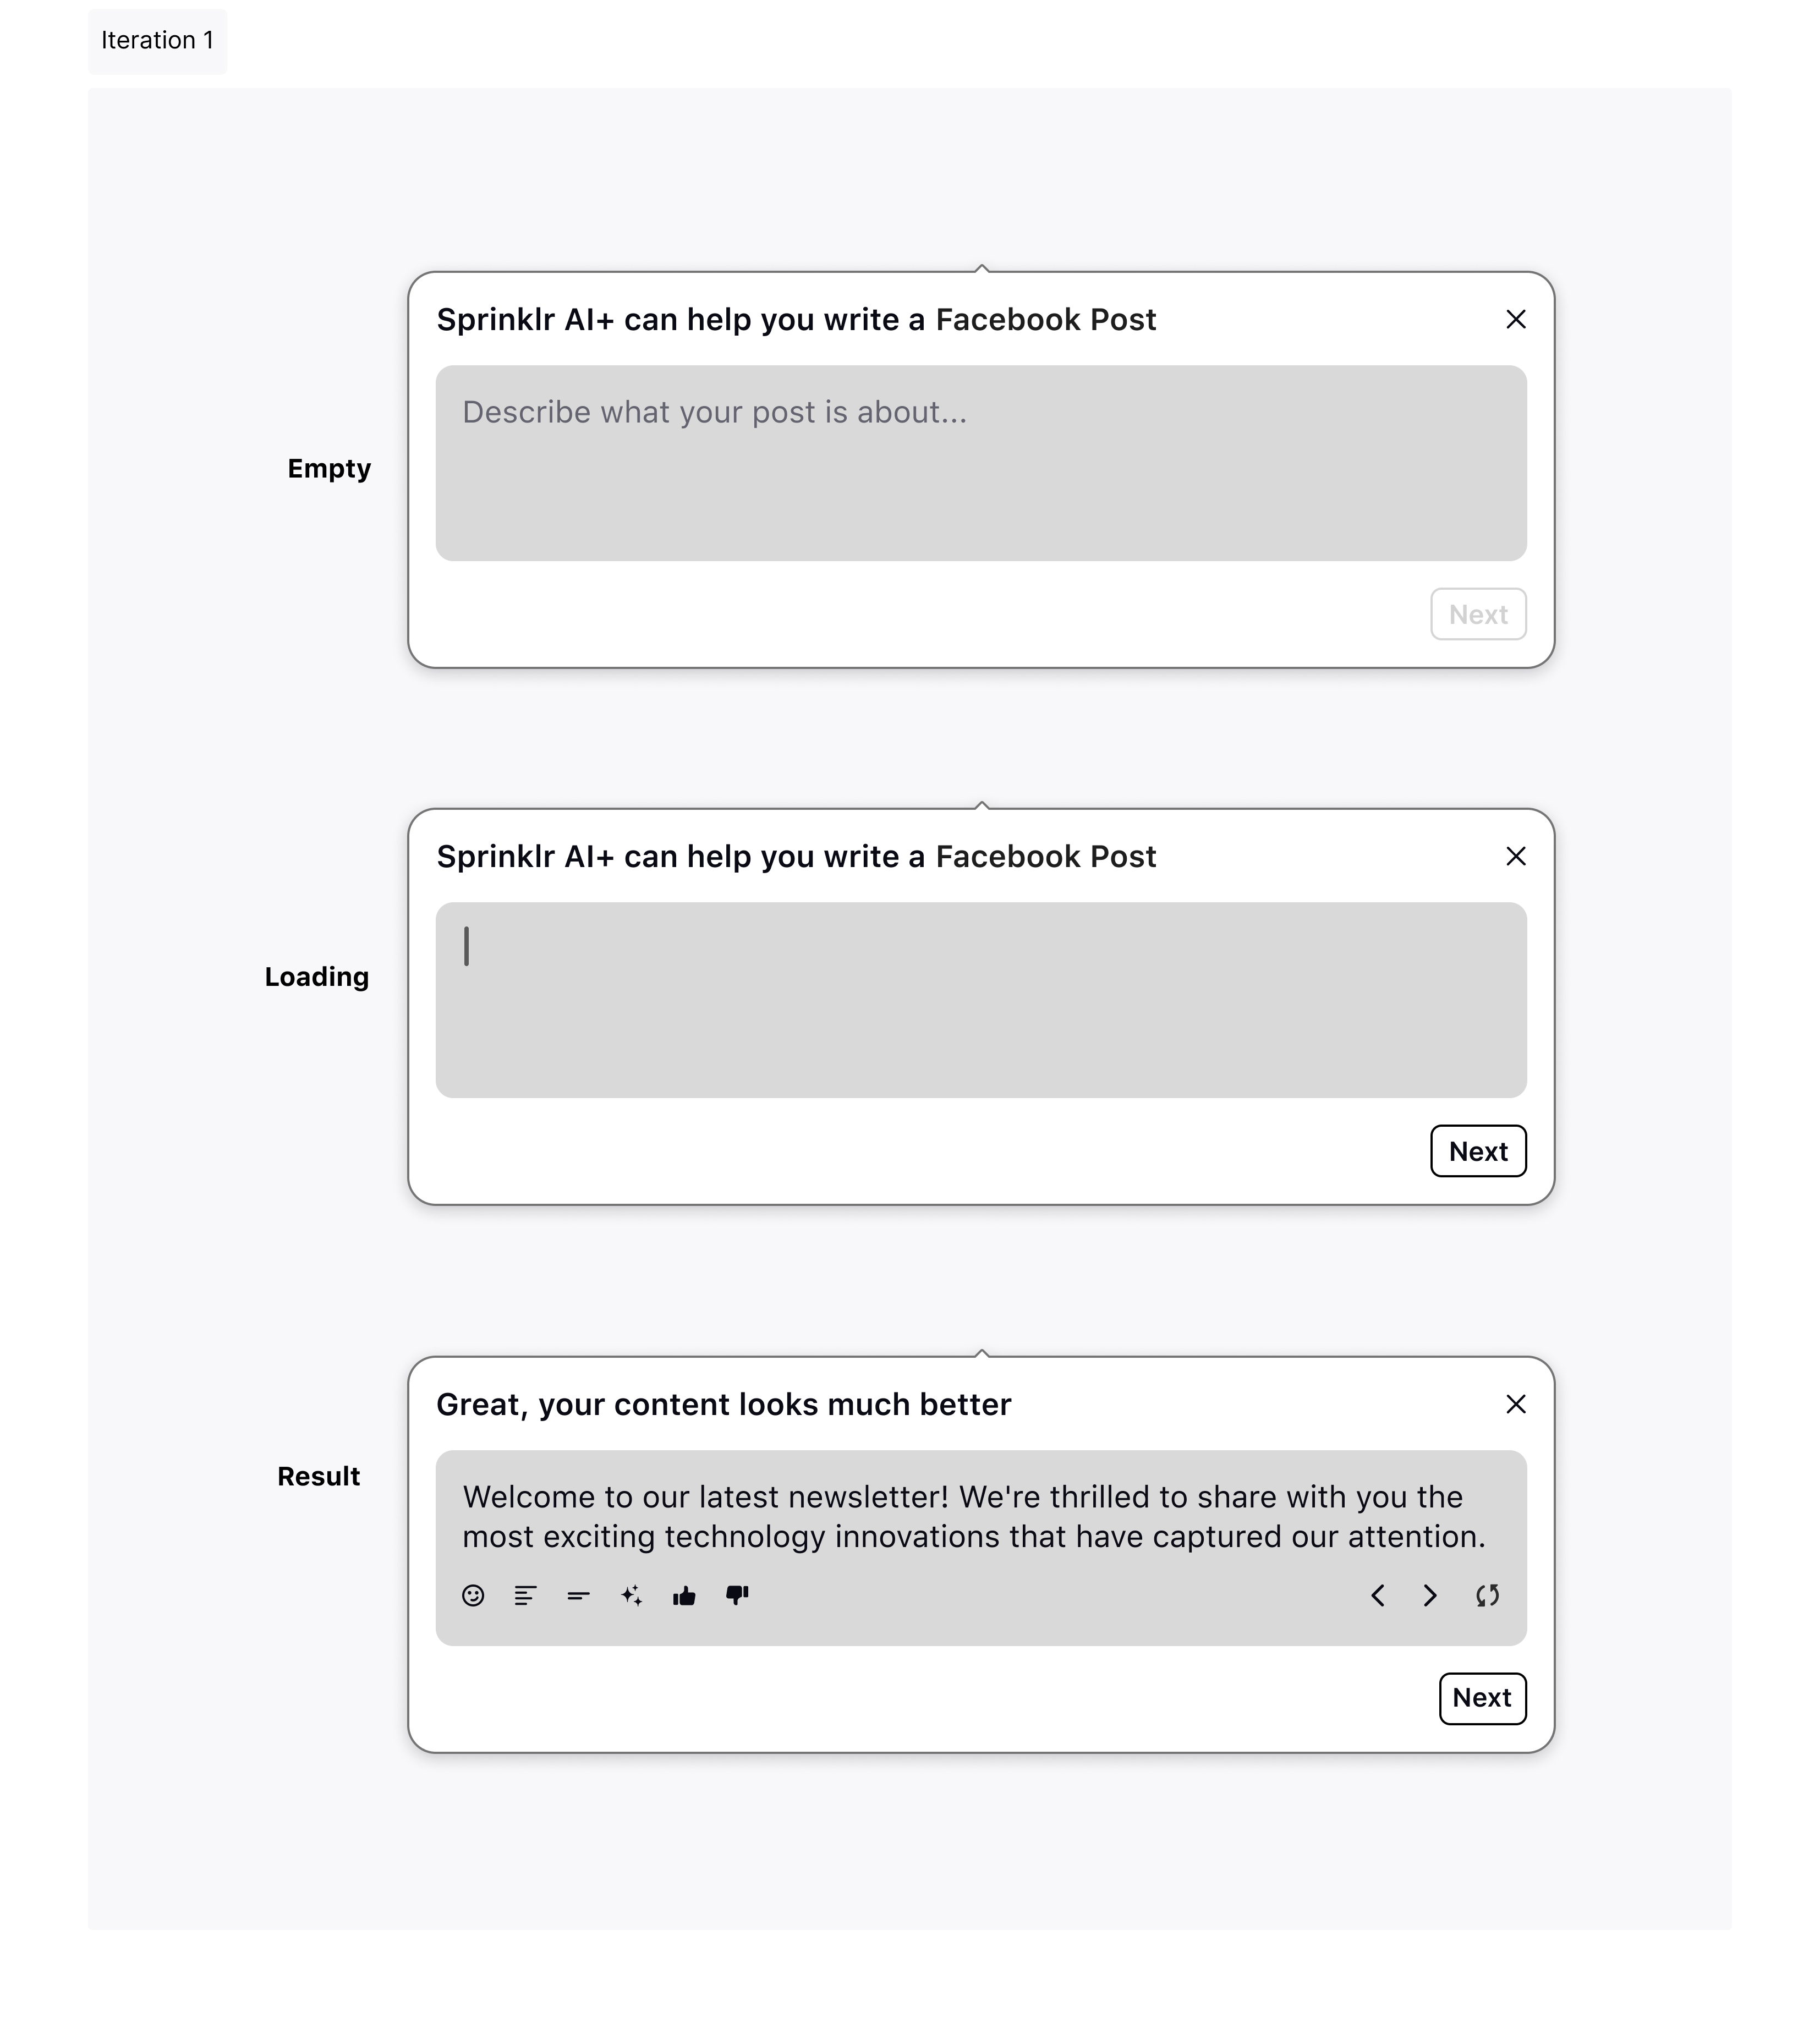 Iteration 1
Sprinklr AI+ can help you write a Facebook Post
Describe what your post is about...
Empty
Next
Sprinklr AI+ can help you write a Facebook Post
Loading
Next
Great, your content looks much better
Result
Welcome to our latest newsletter! We're thrilled to share with you the
most exciting technology innovations that have captured our attention.
Next